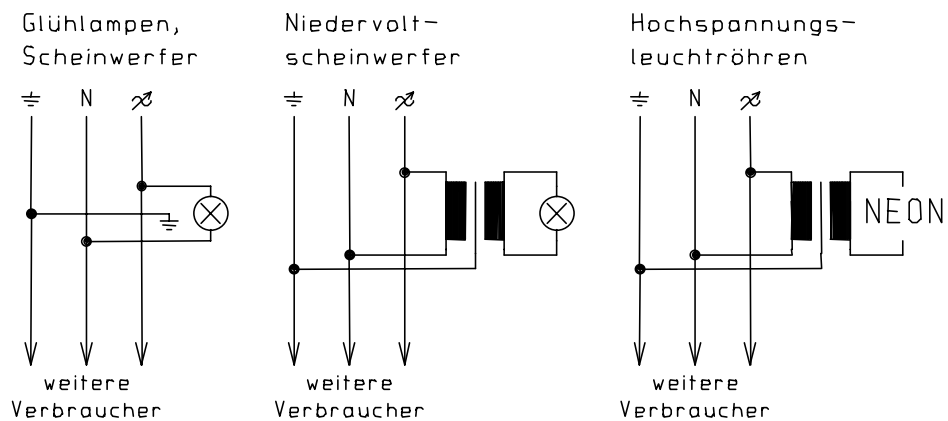 Glühlampen,
Scheinwerfer
N
weitere
Verbraucher
Niedervolt-
scheinwerfer
N
weitere
Verbraucher
Hochspannungs-
leuchtröhren
N
NEON
weitere
Verbraucher